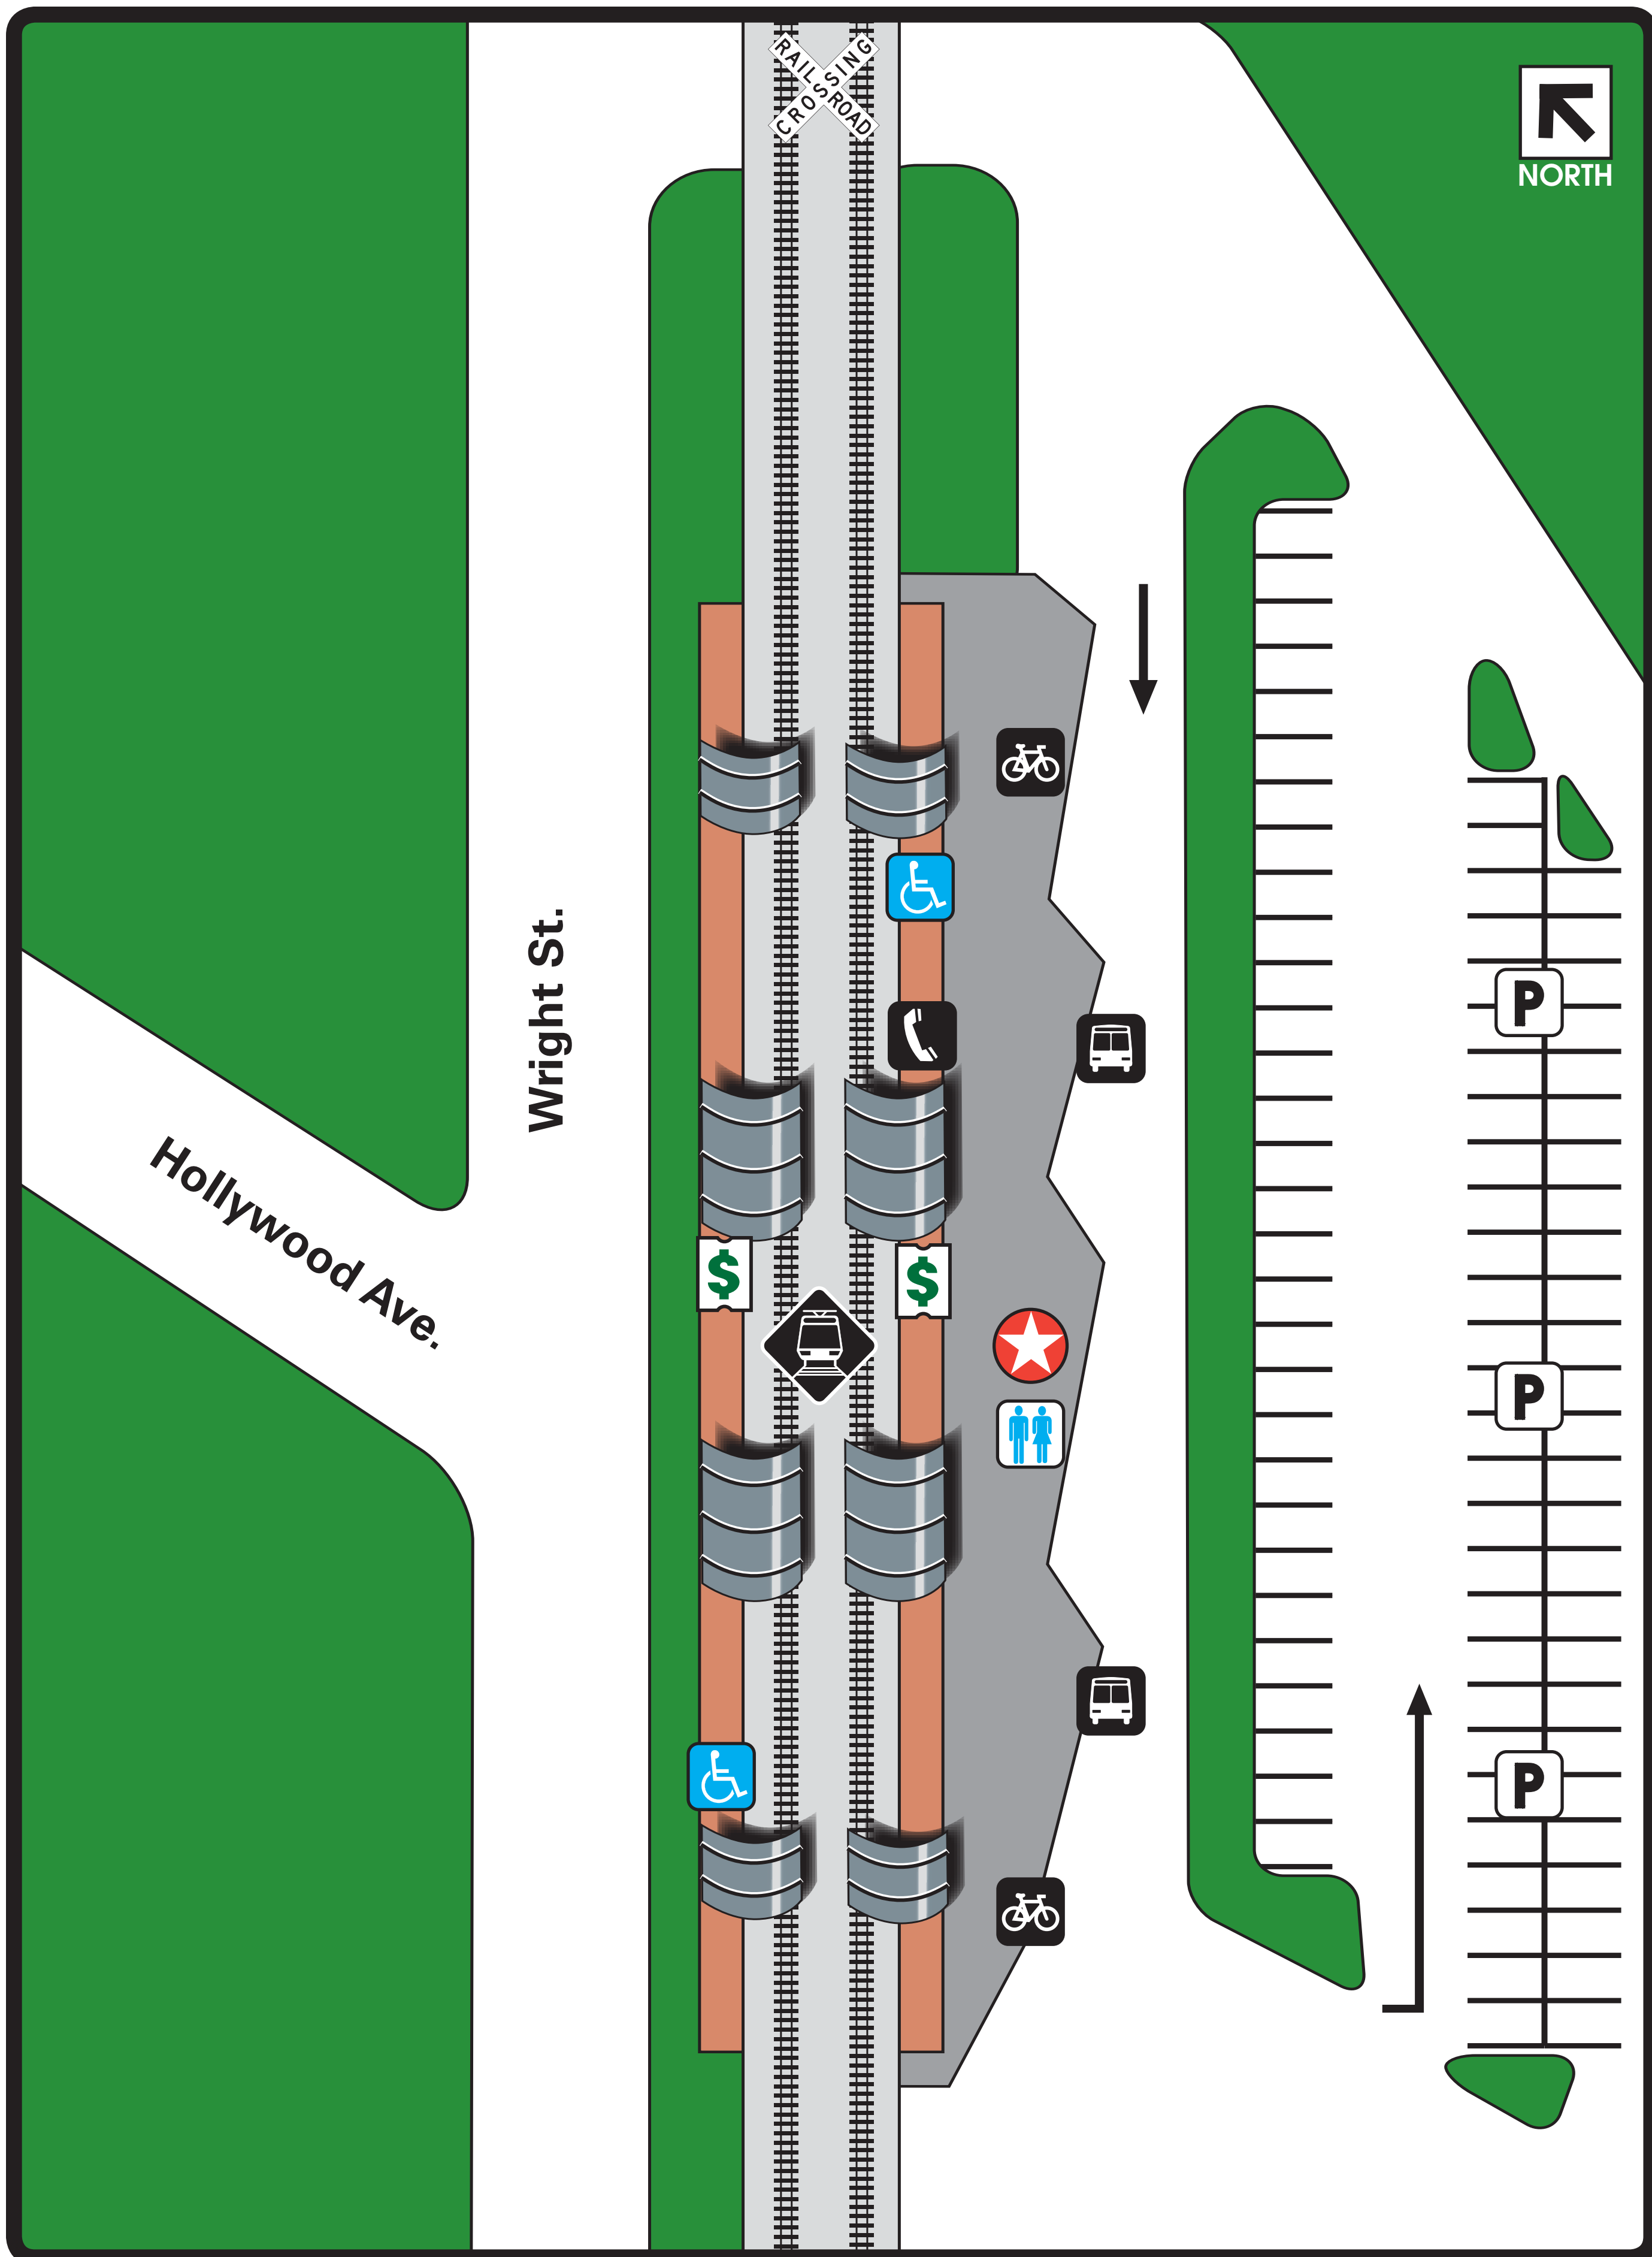 RAILROAD
CROSSING
NORTH
Wright St.
Hollywood Ave.
P
$
$
P
P